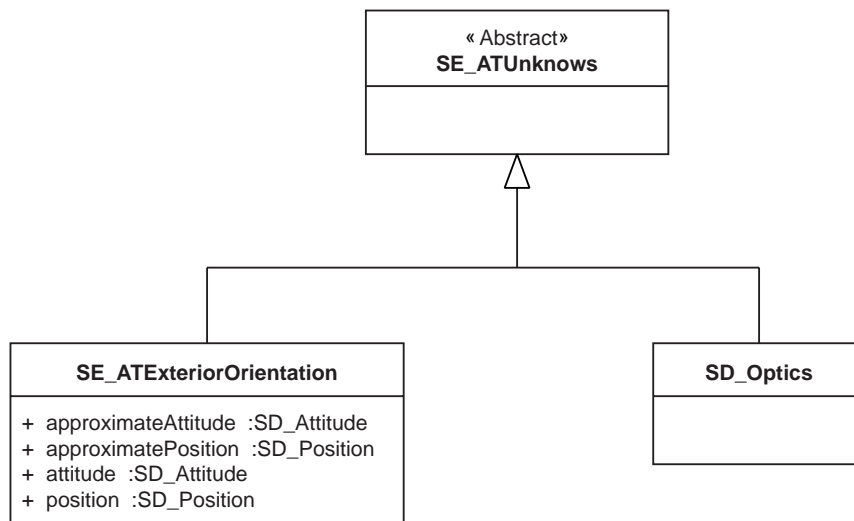 « Abstract»
SE_ATUnknows
SE_ATExteriorOrientation
+ approximateAttitude :SD_Attitude
+ approximatePosition :SD_Position
+ attitude :SD_Attitude
+ position :SD_Position
SD_Optics